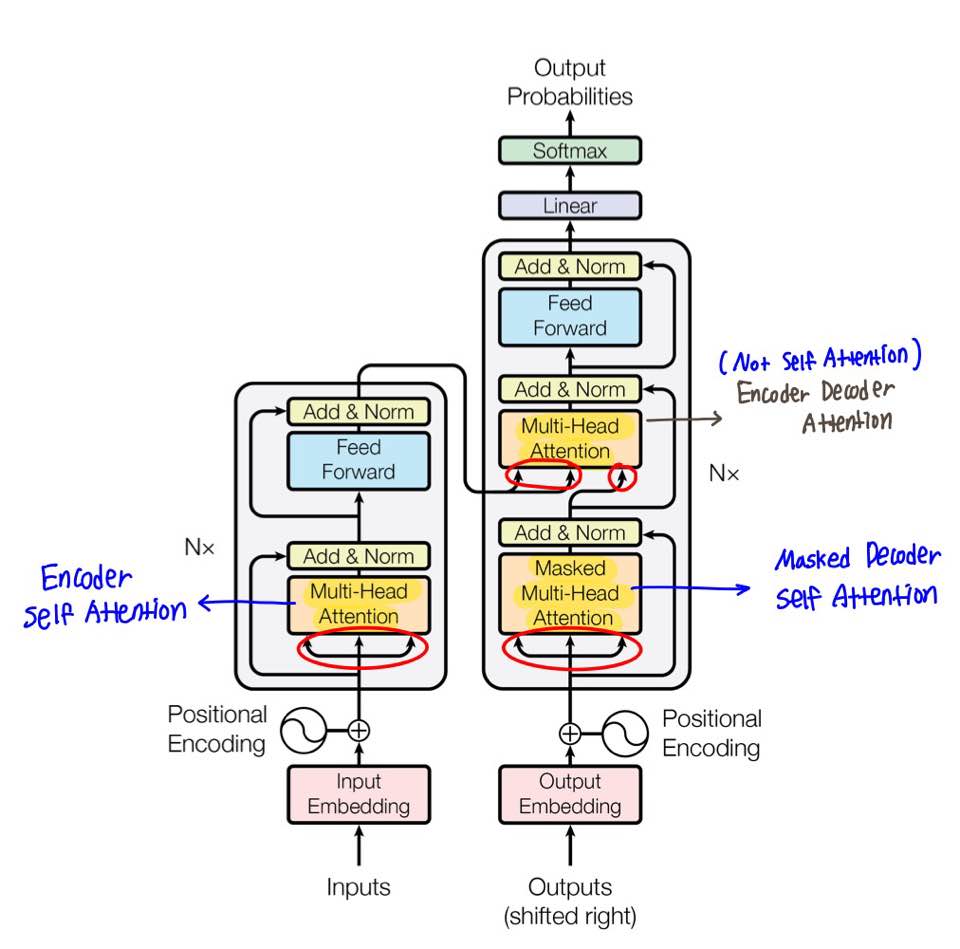 Output
Probabilities
Softmax
Linear
Add & Norm
Feed
Forward
Add & Norm
Multi-Head
Attention
(Not Self Attention)
Encoder Decoder
Attention
Nx
Add & Norm
Masked
Multi-Head
Attention
Masked Decoder
Self Attention
Add & Norm
Feed
Forward
Nx
Add & Norm
Multi-Head
Attention
Encoder
Self Attention
Positional
Encoding
Positional
Encoding
Input
Embedding
Output
Embedding
Inputs
Outputs
(shifted right)